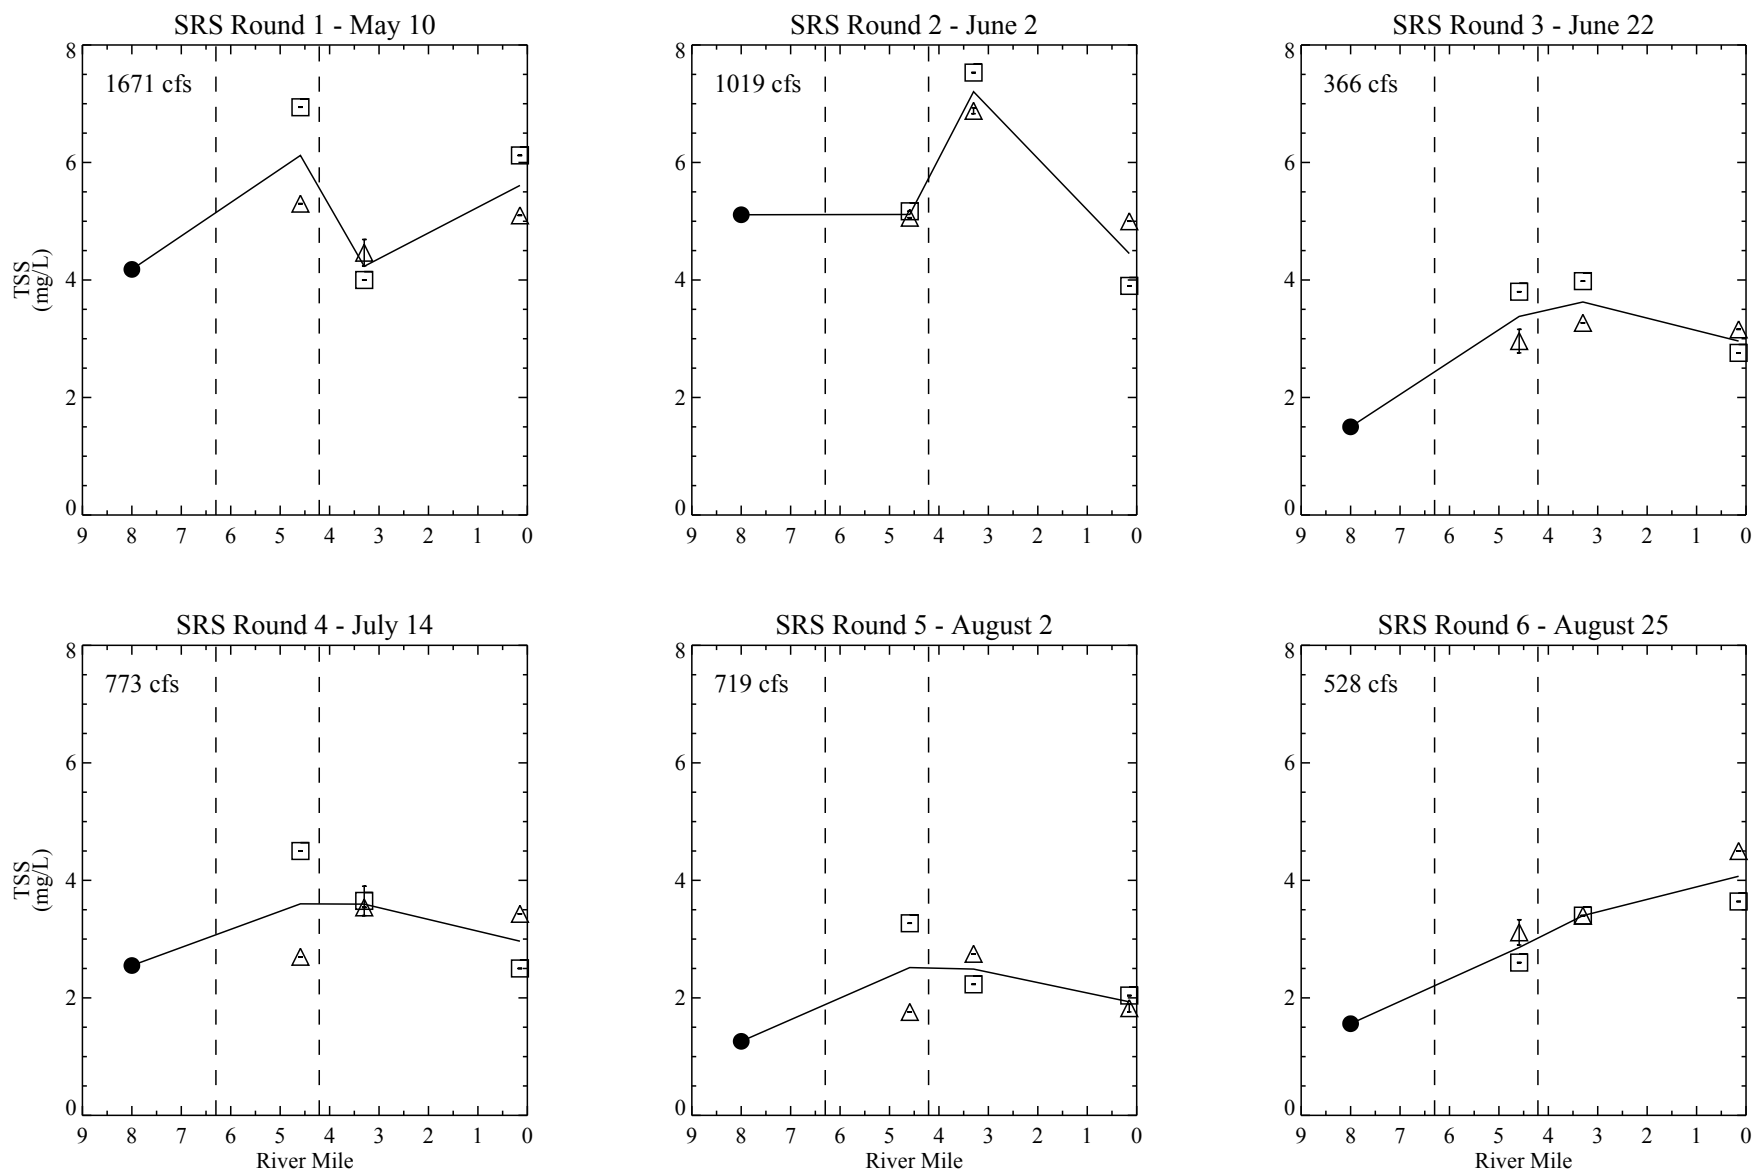 SRS Round 1 - May 10
1671 cfs
TSS
(mg/L)
8
6
4
2
0
9 8 7 6 5 4 3 2 1 0
SRS Round 2 - June 2
1019 cfs
8
6
4
2
0
9 8 7 6 5 4 3 2 1 0
SRS Round 3 - June 22
366 cfs
8
6
4
2
0
9 8 7 6 5 4 3 2 1 0
SRS Round 4 - July 14
773 cfs
TSS
(mg/L)
8
6
4
2
0
9 8 7 6 5 4 3 2 1 0
River Mile
SRS Round 5 - August 2
719 cfs
8
6
4
2
0
9 8 7 6 5 4 3 2 1 0
River Mile
SRS Round 6 - August 25
528 cfs
8
6
4
2
0
9 8 7 6 5 4 3 2 1 0
River Mile